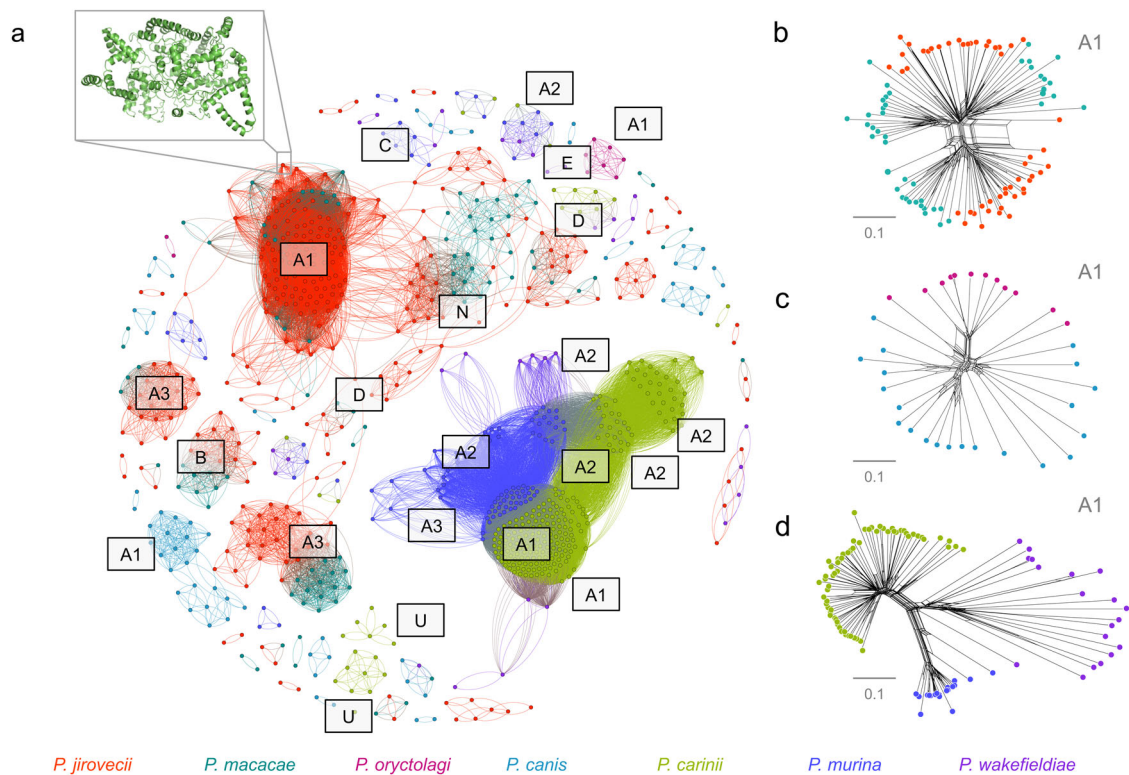 a
b
A1
A2
A1
C
E
D
A1
0.1
N
c
A1
A2
D
A3
A2
A2
B
A2
A2
0.1
A3
d
A1
A3
A1
A1
A1
U
0.1
U
P. jirovecii P. macacae P. oryctolagi P. canis P. carinii P. murina P. wakefieldiae